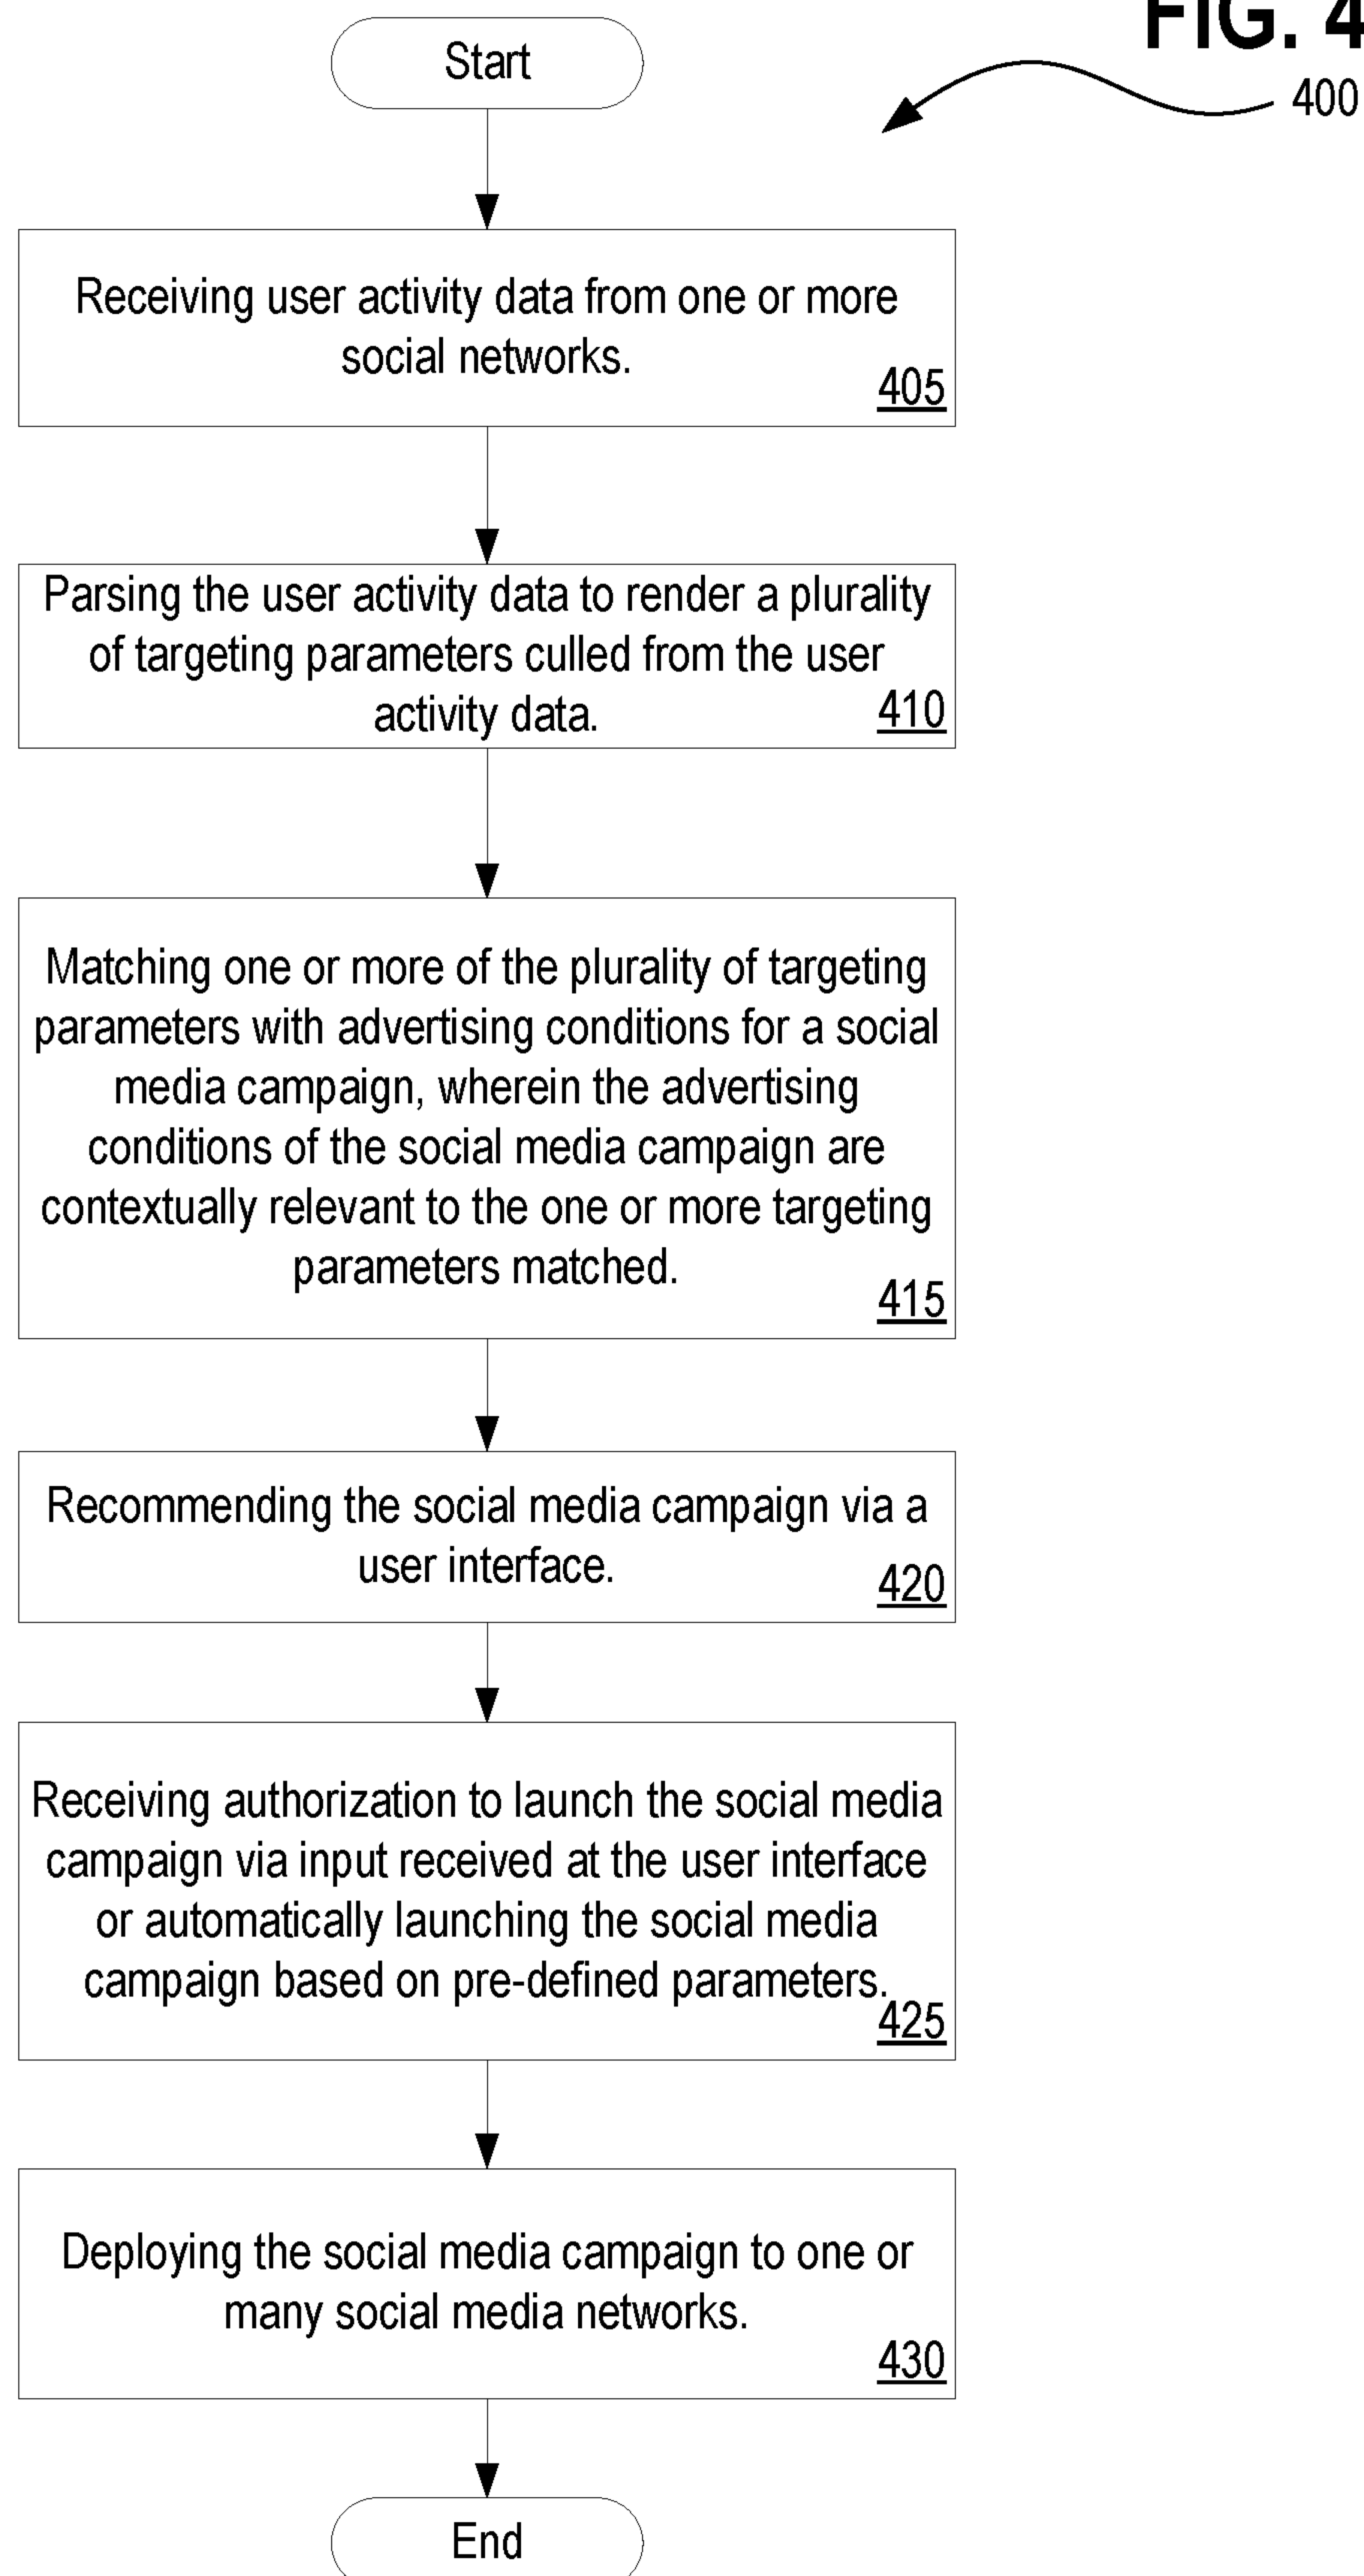 FIG. 4
400
Start
Receiving user activity data from one or more
social networks.
405
Parsing the user activity data to render a plurality
of targeting parameters culled from the user
activity data.
410
Matching one or more of the plurality of targeting
parameters with advertising conditions for a social
media campaign, wherein the advertising
conditions of the social media campaign are
contextually relevant to the one or more targeting
parameters matched.
415
Recommending the social media campaign via a
user interface.
420
Receiving authorization to launch the social media
campaign via input received at the user interface
or automatically launching the social media
campaign based on pre-defined parameters.
425
Deploying the social media campaign to one or
many social media networks.
430
End